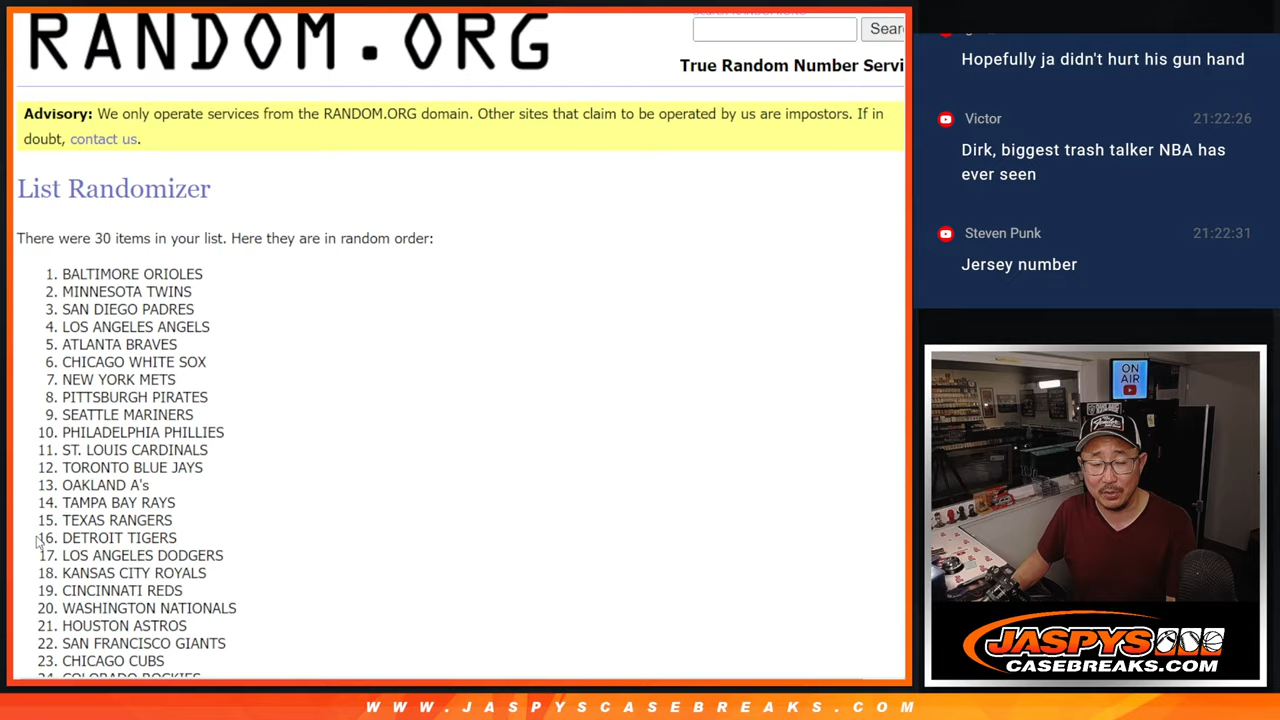 RANDOM.ORG
Sear
True Random Number Servi
Advisory: We only operate services from the RANDOM.ORG domain. Other sites that claim to be operated by us are impostors. If in
doubt, contact us.
List Randomizer
There were 30 items in your list. Here they are in random order:
1. BALTIMORE ORIOLES
2. MINNESOTA TWINS
3. SAN DIEGO PADRES
4. LOS ANGELES ANGELS
5. ATLANTA BRAVES
6. CHICAGO WHITE SOX
7. NEW YORK METS
8. PITTSBURGH PIRATES
9. SEATTLE MARINERS
10. PHILADELPHIA PHILLIES
11. ST. LOUIS CARDINALS
12. TORONTO BLUE JAYS
13. OAKLAND A's
14. TAMPA BAY RAYS
15. TEXAS RANGERS
16. DETROIT TIGERS
17. LOS ANGELES DODGERS
18. KANSAS CITY ROYALS
19. CINCINNATI REDS
20. WASHINGTON NATIONALS
21. HOUSTON ASTROS
22. SAN FRANCISCO GIANTS
23. CHICAGO CUBS
24. COLORADO ROCKIES
Hopefully ja didn't hurt his gun hand
Victor 21:22:26
Dirk, biggest trash talker NBA has
ever seen
Steven Punk 21:22:31
Jersey number
ON
AIR
JASPYS
CASEBREAKS.COM
WWW.JASPYSCASEBREAKS.COM